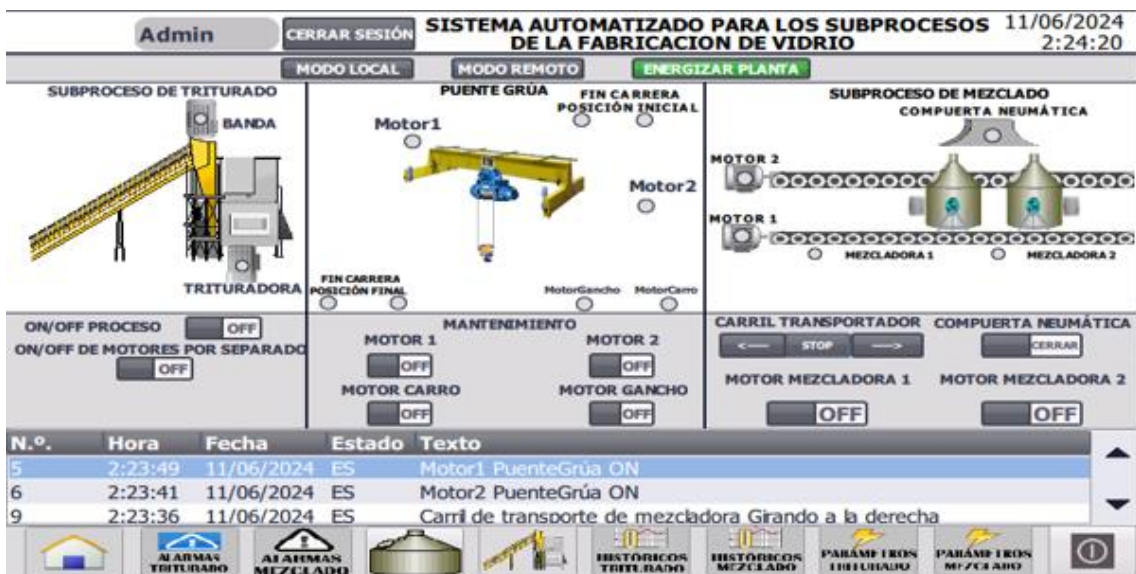 Admin
CERRAR SESIÓN
SISTEMA AUTOMATIZADO PARA LOS SUBPROCESOS
DE LA FABRICACION DE VIDRIO
11/06/2024
2:24:20
MODO LOCAL
MODO REMOTO
ENERGIZAR PLANTA
SUBPROCESO DE TRITURADO
BANDA
TRITURADORA
PUENTE GRÚA
FIN CARRERA
POSICIÓN INICIAL
Motor1
Motor2
FIN CARRERA
POSICIÓN FINAL
MotorGancho
MotorCarro
SUBPROCESO DE MEZCLADO
COMPUERTA NEUMÁTICA
MOTOR 2
MOTOR 1
MEZCLADORA 1
MEZCLADORA 2
ON/OFF PROCESO
OFF
ON/OFF DE MOTORES POR SEPARADO
OFF
MANTENIMIENTO
MOTOR 1
MOTOR 2
OFF
OFF
MOTOR CARRO
MOTOR GANCHO
OFF
OFF
CARRIL TRANSPORTADOR
COMPUERTA NEUMÁTICA
<— STOP —>
CERRAR
MOTOR MEZCLADORA 1
MOTOR MEZCLADORA 2
OFF
OFF
N.º. Hora Fecha Estado Texto
5 2:23:49 11/06/2024 ES Motor1 PuenteGrúa ON
6 2:23:41 11/06/2024 ES Motor2 PuenteGrúa ON
9 2:23:36 11/06/2024 ES Carril de transporte de mezcladora Girando a la derecha
ALARMAS
TRITURADO
ALARMAS
MEZCLADO
HISTÓRICOS
TRITURADO
HISTÓRICOS
MEZCLADO
PARÁMETROS
TRITURADO
PARÁMETROS
MEZCLADO